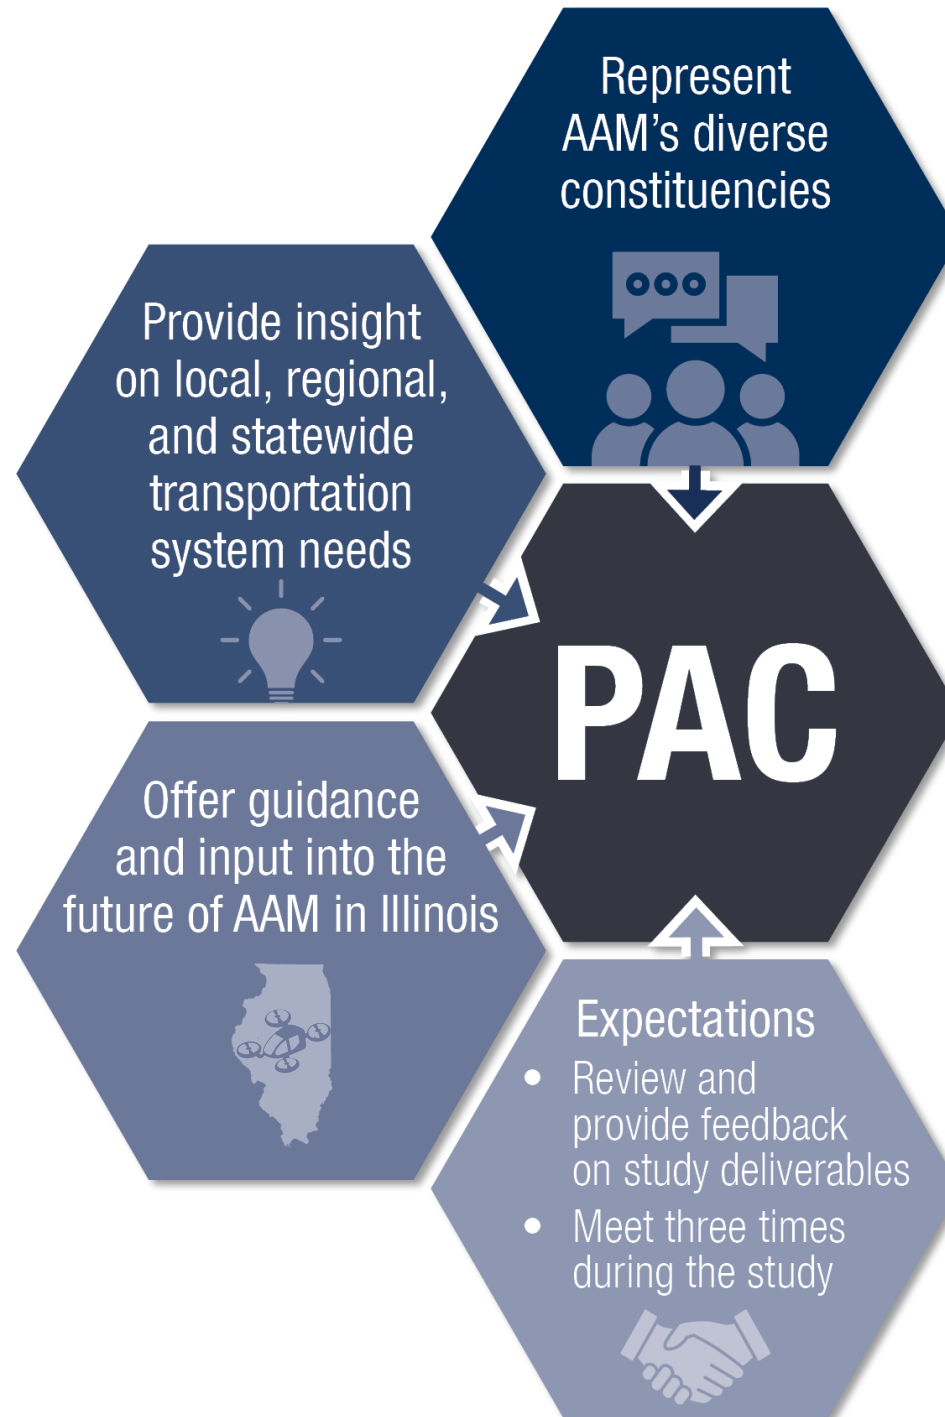 Represent
AAM's diverse
constituencies
Provide insight
on local, regional,
and statewide
transportation
system needs
PAC
Offer guidance
and input into the
future of AAM in Illinois
Expectations
• Review and
provide feedback
on study deliverables
• Meet three times
during the study